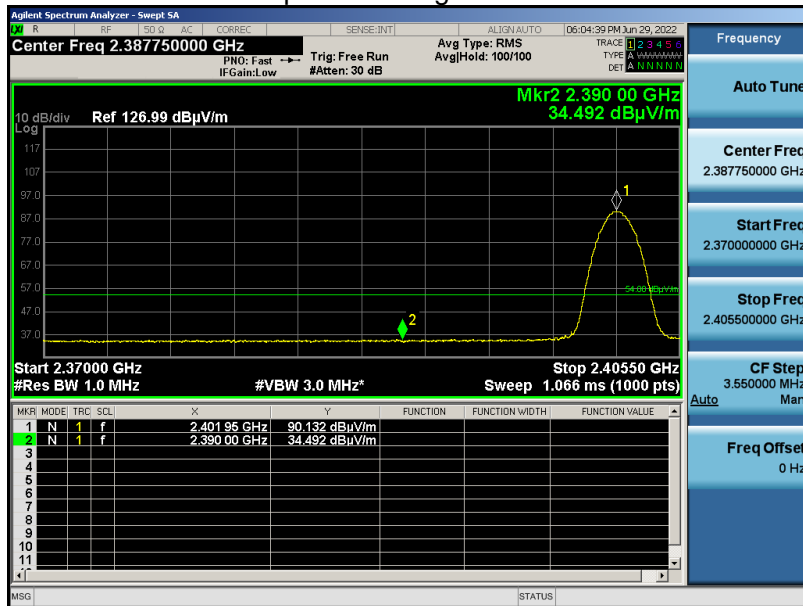 Agilent Spectrum Analyzer - Swept SA
LXI R RF 50 Ω AC CORREC SENSE:INT ALIGN AUTO 06:04:39 PM Jun 29, 2022
Center Freq 2.387750000 GHz
PNO: Fast
IFGain:Low
Trig: Free Run
#Atten: 30 dB
Avg Type: RMS
Avg|Hold: 100/100
TRACE 1 2 3 4 5 6
TYPE A WWWWW
DET A N N N N N
Mkr2 2.390 00 GHz
34.492 dBµV/m
10 dB/div Ref 126.99 dBµV/m
Log
117
107
97.0
87.0
77.0
67.0
57.0
47.0
37.0
1
2
54.00 dBµV/m
Start 2.37000 GHz Stop 2.40550 GHz
#Res BW 1.0 MHz #VBW 3.0 MHz* Sweep 1.066 ms (1000 pts)
MKR MODE TRC SCL X Y FUNCTION FUNCTION WIDTH FUNCTION VALUE
1 N 1 f 2.401 95 GHz 90.132 dBµV/m
2 N 1 f 2.390 00 GHz 34.492 dBµV/m
3
4
5
6
7
8
9
10
11
MSG STATUS
Frequency
Auto Tune
Center Freq
2.387750000 GHz
Start Freq
2.370000000 GHz
Stop Freq
2.405500000 GHz
CF Step
3.550000 MHz
Auto Man
Freq Offset
0 Hz